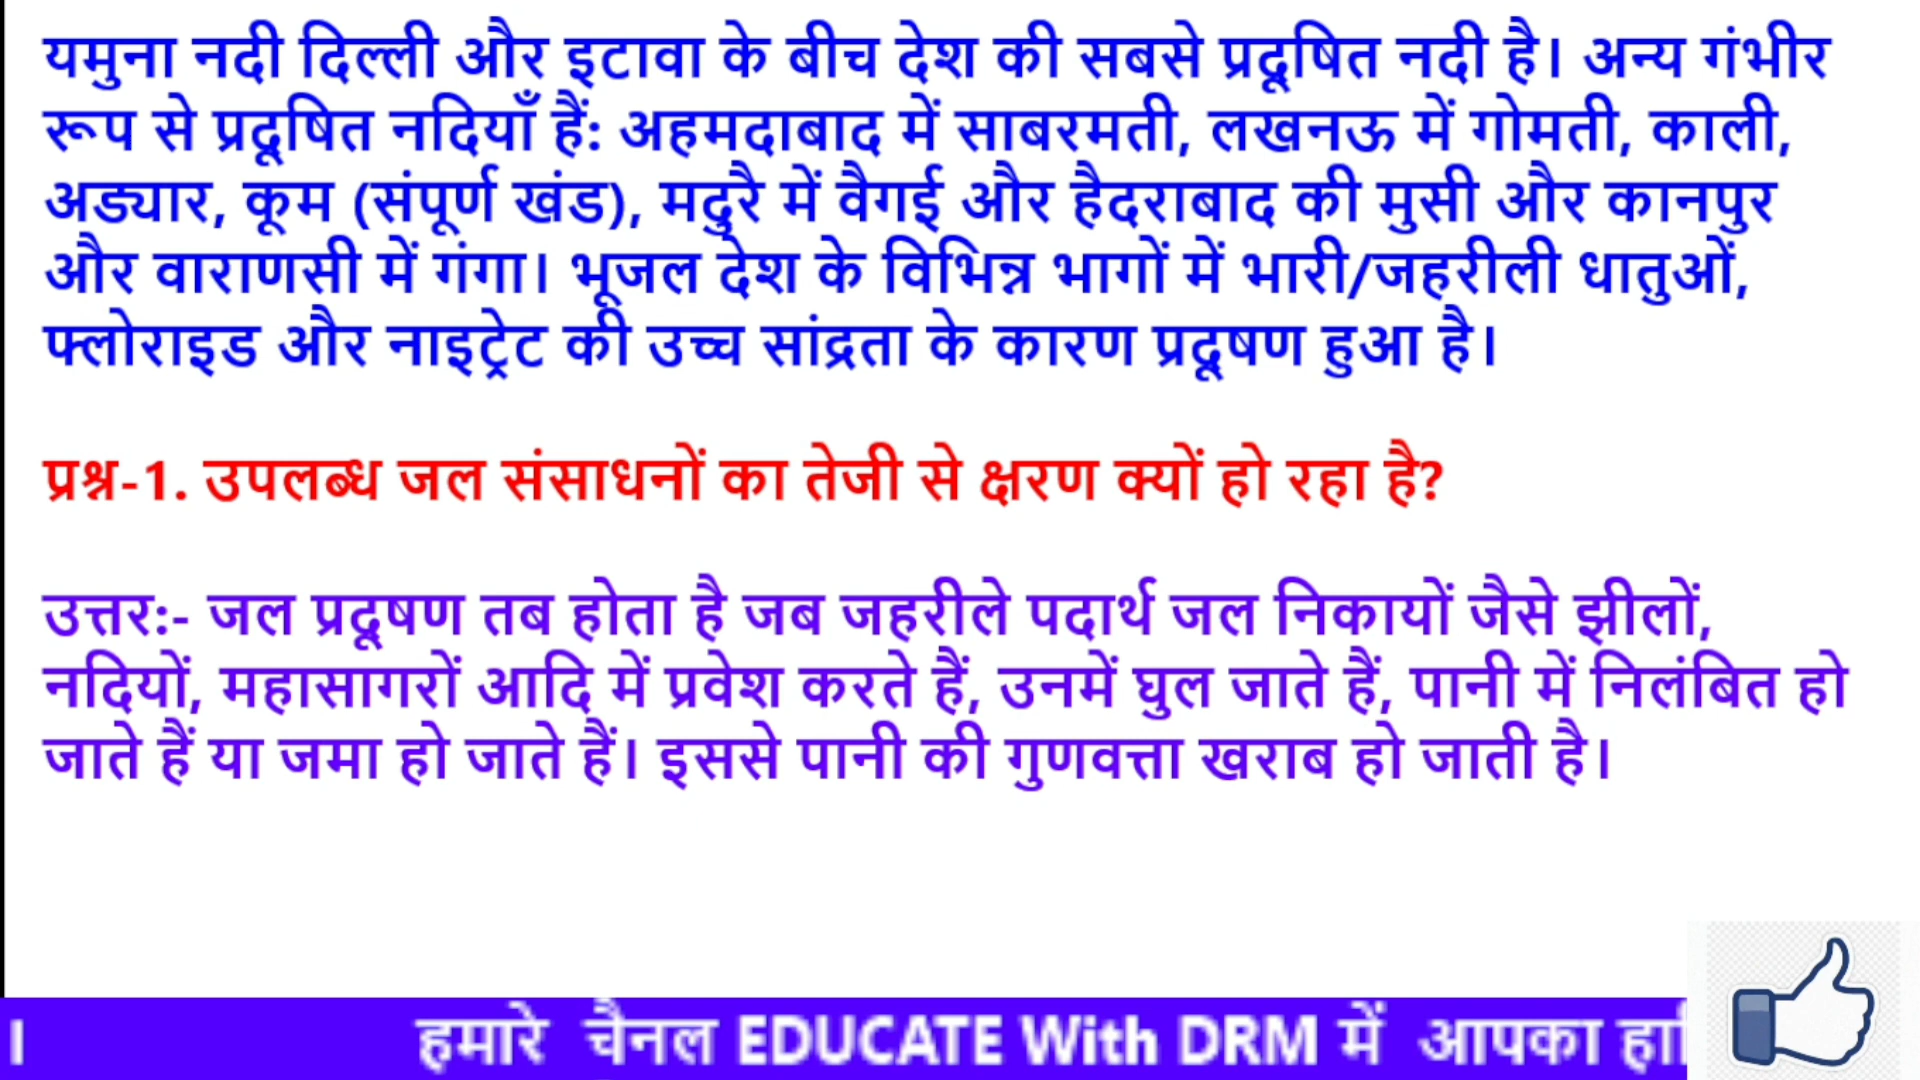 यमुना नदी दिल्ली और इटावा के बीच देश की सबसे प्रदूषित नदी है। अन्य गंभीर
रूप से प्रदूषित नदियाँ हैं: अहमदाबाद में साबरमती, लखनऊ में गोमती, काली,
अड्यार, कूम (संपूर्ण खंड), मदुरै में वैगई और हैदराबाद की मुसी और कानपुर
और वाराणसी में गंगा। भूजल देश के विभिन्न भागों में भारी/जहरीली धातुओं,
फ्लोराइड और नाइट्रेट की उच्च सांद्रता के कारण प्रदूषण हुआ है।
प्रश्न-1. उपलब्ध जल संसाधनों का तेजी से क्षरण क्यों हो रहा है?
उत्तरः- जल प्रदूषण तब होता है जब जहरीले पदार्थ जल निकायों जैसे झीलों,
नदियों, महासागरों आदि में प्रवेश करते हैं, उनमें घुल जाते हैं, पानी में निलंबित हो
जाते हैं या जमा हो जाते हैं। इससे पानी की गुणवत्ता खराब हो जाती है।
। हमारे चैनल EDUCATE With DRM में आपका